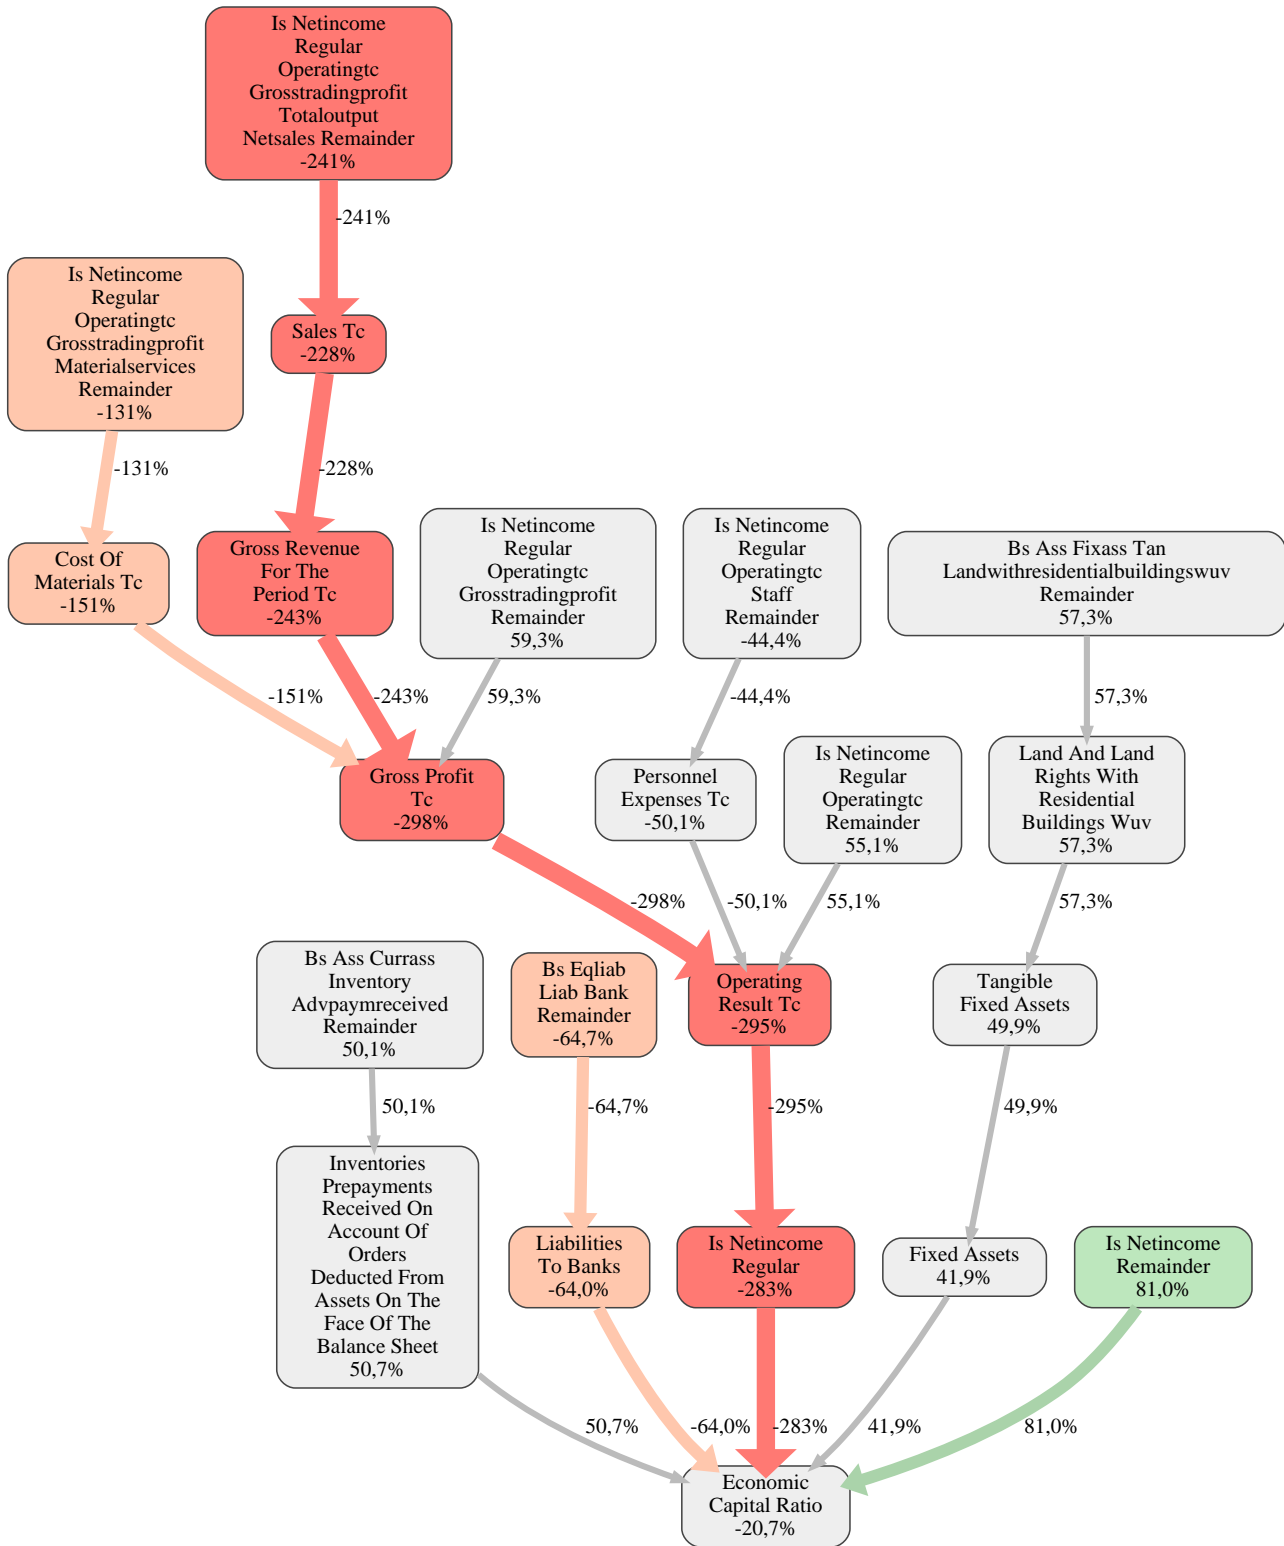 Is Netincome
Regular
Operatingtc
Grosstradingprofit
Totaloutput
Netsales Remainder
-241%
-241%
Is Netincome
Regular
Operatingtc
Grosstradingprofit
Materialservices
Remainder
-131%
Sales Tc
-228%
-131%
-228%
Cost Of
Materials Tc
-151%
Gross Revenue
For The
Period Tc
-243%
Is Netincome
Regular
Operatingtc
Grosstradingprofit
Remainder
59,3%
Is Netincome
Regular
Operatingtc
Staff
Remainder
-44,4%
Bs Ass Fixass Tan
Landwithresidentialbuildingswuv
Remainder
57,3%
-151%
-243%
59,3%
-44,4%
57,3%
Gross Profit
Tc
-298%
Personnel
Expenses Tc
-50,1%
Is Netincome
Regular
Operatingtc
Remainder
55,1%
Land And Land
Rights With
Residential
Buildings Wuv
57,3%
-298%
-50,1%
55,1%
57,3%
Bs Ass Currass
Inventory
Advpaymreceived
Remainder
50,1%
Bs Eqliab
Liab Bank
Remainder
-64,7%
Operating
Result Tc
-295%
Tangible
Fixed Assets
49,9%
50,1%
-64,7%
-295%
49,9%
Inventories
Prepayments
Received On
Account Of
Orders
Deducted From
Assets On The
Face Of The
Balance Sheet
50,7%
Liabilities
To Banks
-64,0%
Is Netincome
Regular
-283%
Fixed Assets
41,9%
Is Netincome
Remainder
81,0%
50,7%
-64,0%
-283%
41,9%
81,0%
Economic
Capital Ratio
-20,7%